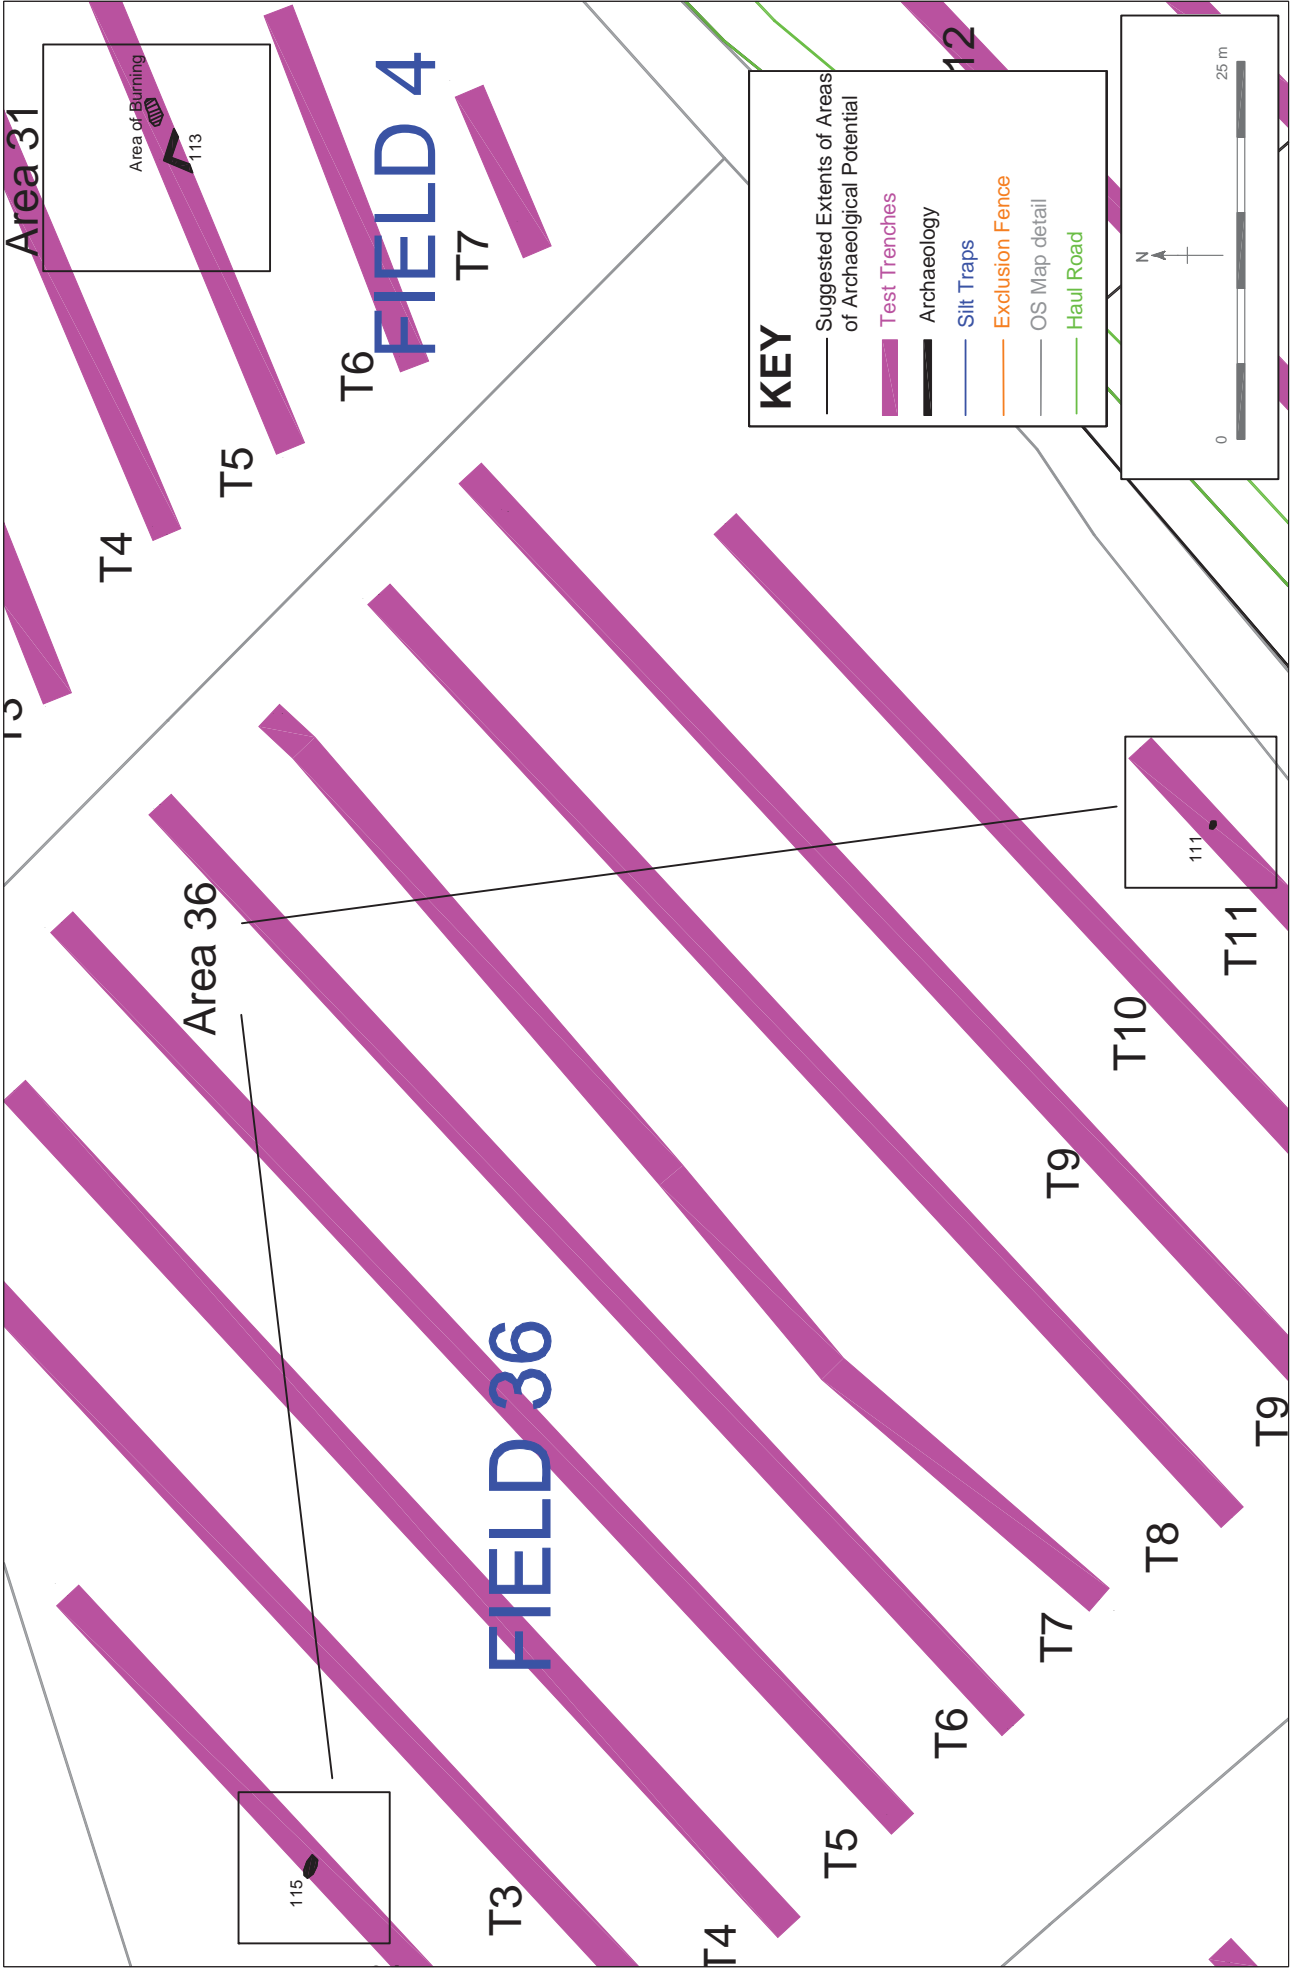 Area 31
Area of Burning
113
FIELD 4
T4
T5
T6
T7
12
Area 36
FIELD 36
115
111
T3
T4
T5
T6
T7
T8
T9
T9
T10
T11
KEY
Suggested Extents of Areas
of Archaeolgical Potential
Test Trenches
Archaeology
Silt Traps
Exclusion Fence
OS Map detail
Haul Road
N
0
25 m